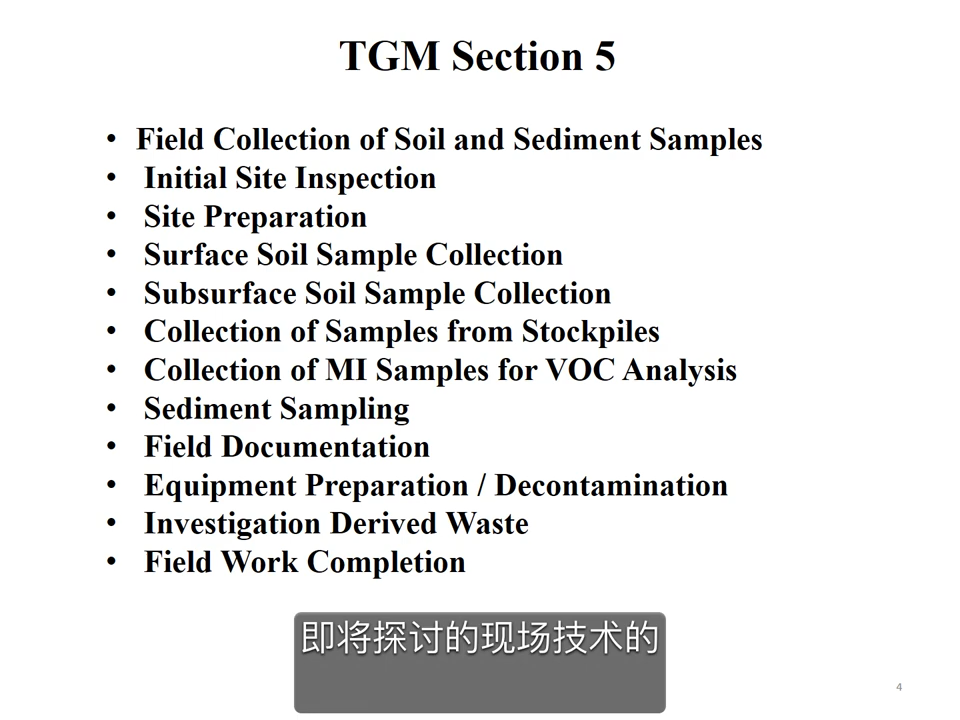 TGM Section 5
• Field Collection of Soil and Sediment Samples
• Initial Site Inspection
• Site Preparation
• Surface Soil Sample Collection
• Subsurface Soil Sample Collection
• Collection of Samples from Stockpiles
• Collection of MI Samples for VOC Analysis
• Sediment Sampling
• Field Documentation
• Equipment Preparation / Decontamination
• Investigation Derived Waste
• Field Work Completion
即将探讨的现场技术的
4